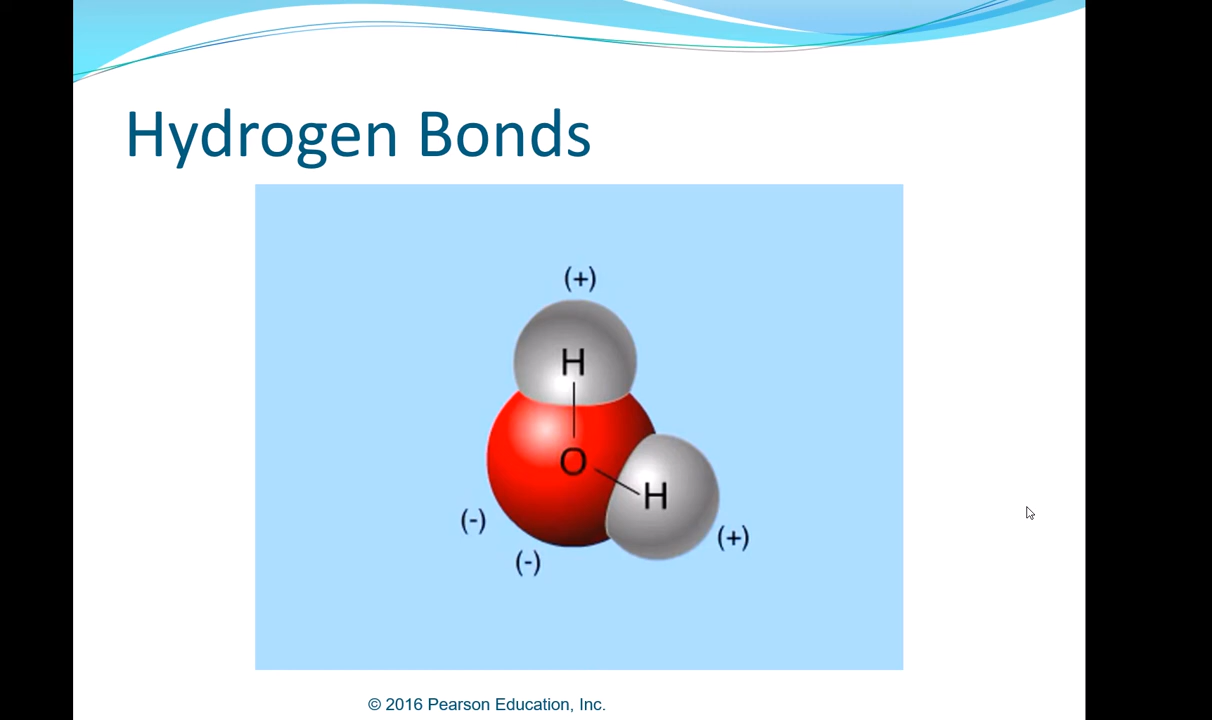 Hydrogen Bonds
(+)
H
O
H
(-)
(+)
(-)
© 2016 Pearson Education, Inc.